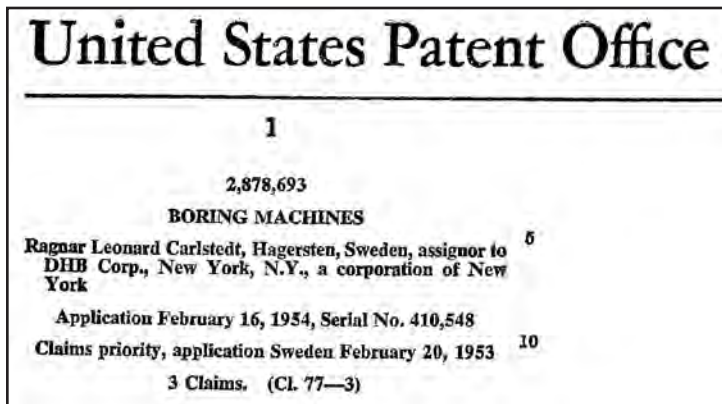 United States Patent Office
1
2,878,693
BORING MACHINES
Ragnar Leonard Carlstedt, Hagersten, Sweden, assignor to 5
DHB Corp., New York, N.Y., a corporation of New
York
Application February 16, 1954, Serial No. 410,548
Claims priority, application Sweden February 20, 1953 10
3 Claims. (Cl. 77—3)